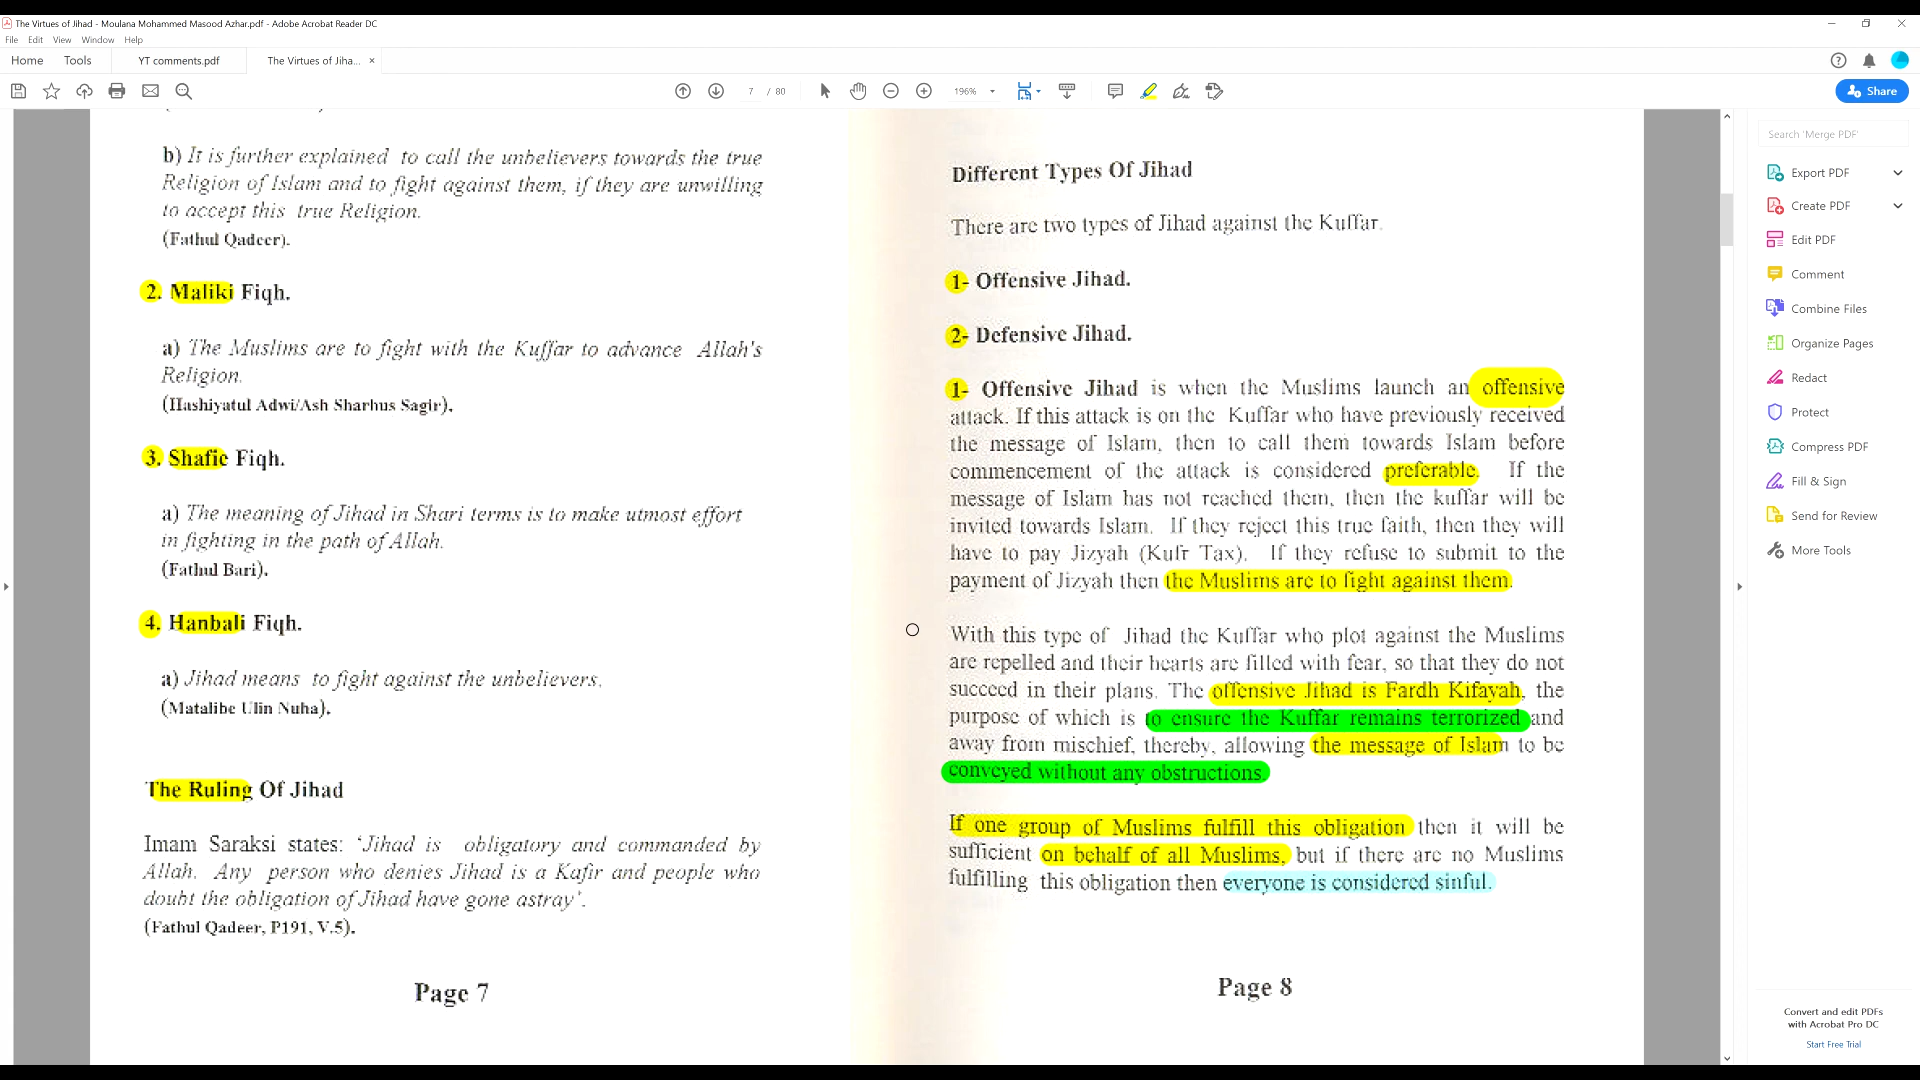 The Virtues of Jihad - Moulana Mohammed Masood Azhar.pdf - Adobe Acrobat Reader DC
File Edit View Window Help
Home Tools YT comments.pdf The Virtues of Jiha... ×
7 / 80 196% Share
b) It is further explained to call the unbelievers towards the true
Religion of Islam and to fight against them, if they are unwilling
to accept this true Religion.
(Fathul Qadeer).
2. Maliki Fiqh.
a) The Muslims are to fight with the Kuffar to advance Allah's
Religion.
(Hashiyatul Adwi/Ash Sharhus Sagir).
3. Shafie Fiqh.
a) The meaning of Jihad in Shari terms is to make utmost effort
in fighting in the path of Allah.
(Fathul Bari).
4. Hanbali Fiqh.
a) Jihad means to fight against the unbelievers.
(Matalibe Ulin Nuha).
The Ruling Of Jihad
Imam Saraksi states: ‘Jihad is obligatory and commanded by
Allah. Any person who denies Jihad is a Kafir and people who
doubt the obligation of Jihad have gone astray’.
(Fathul Qadeer, P191, V.5).
Page 7
Different Types Of Jihad
There are two types of Jihad against the Kuffar.
1- Offensive Jihad.
2- Defensive Jihad.
1- Offensive Jihad is when the Muslims launch an offensive
attack. If this attack is on the Kuffar who have previously received
the message of Islam, then to call them towards Islam before
commencement of the attack is considered preferable. If the
message of Islam has not reached them, then the kuffar will be
invited towards Islam. If they reject this true faith, then they will
have to pay Jizyah (Kufr Tax). If they refuse to submit to the
payment of Jizyah then the Muslims are to fight against them.
With this type of Jihad the Kuffar who plot against the Muslims
are repelled and their hearts are filled with fear, so that they do not
succeed in their plans. The offensive Jihad is Fardh Kifayah, the
purpose of which is to ensure the Kuffar remains terrorized and
away from mischief, thereby, allowing the message of Islam to be
conveyed without any obstructions.
If one group of Muslims fulfill this obligation then it will be
sufficient on behalf of all Muslims, but if there are no Muslims
fulfilling this obligation then everyone is considered sinful.
Page 8
Search 'Merge PDF'
Export PDF
Create PDF
Edit PDF
Comment
Combine Files
Organize Pages
Redact
Protect
Compress PDF
Fill & Sign
Send for Review
More Tools
Convert and edit PDFs
with Acrobat Pro DC
Start Free Trial